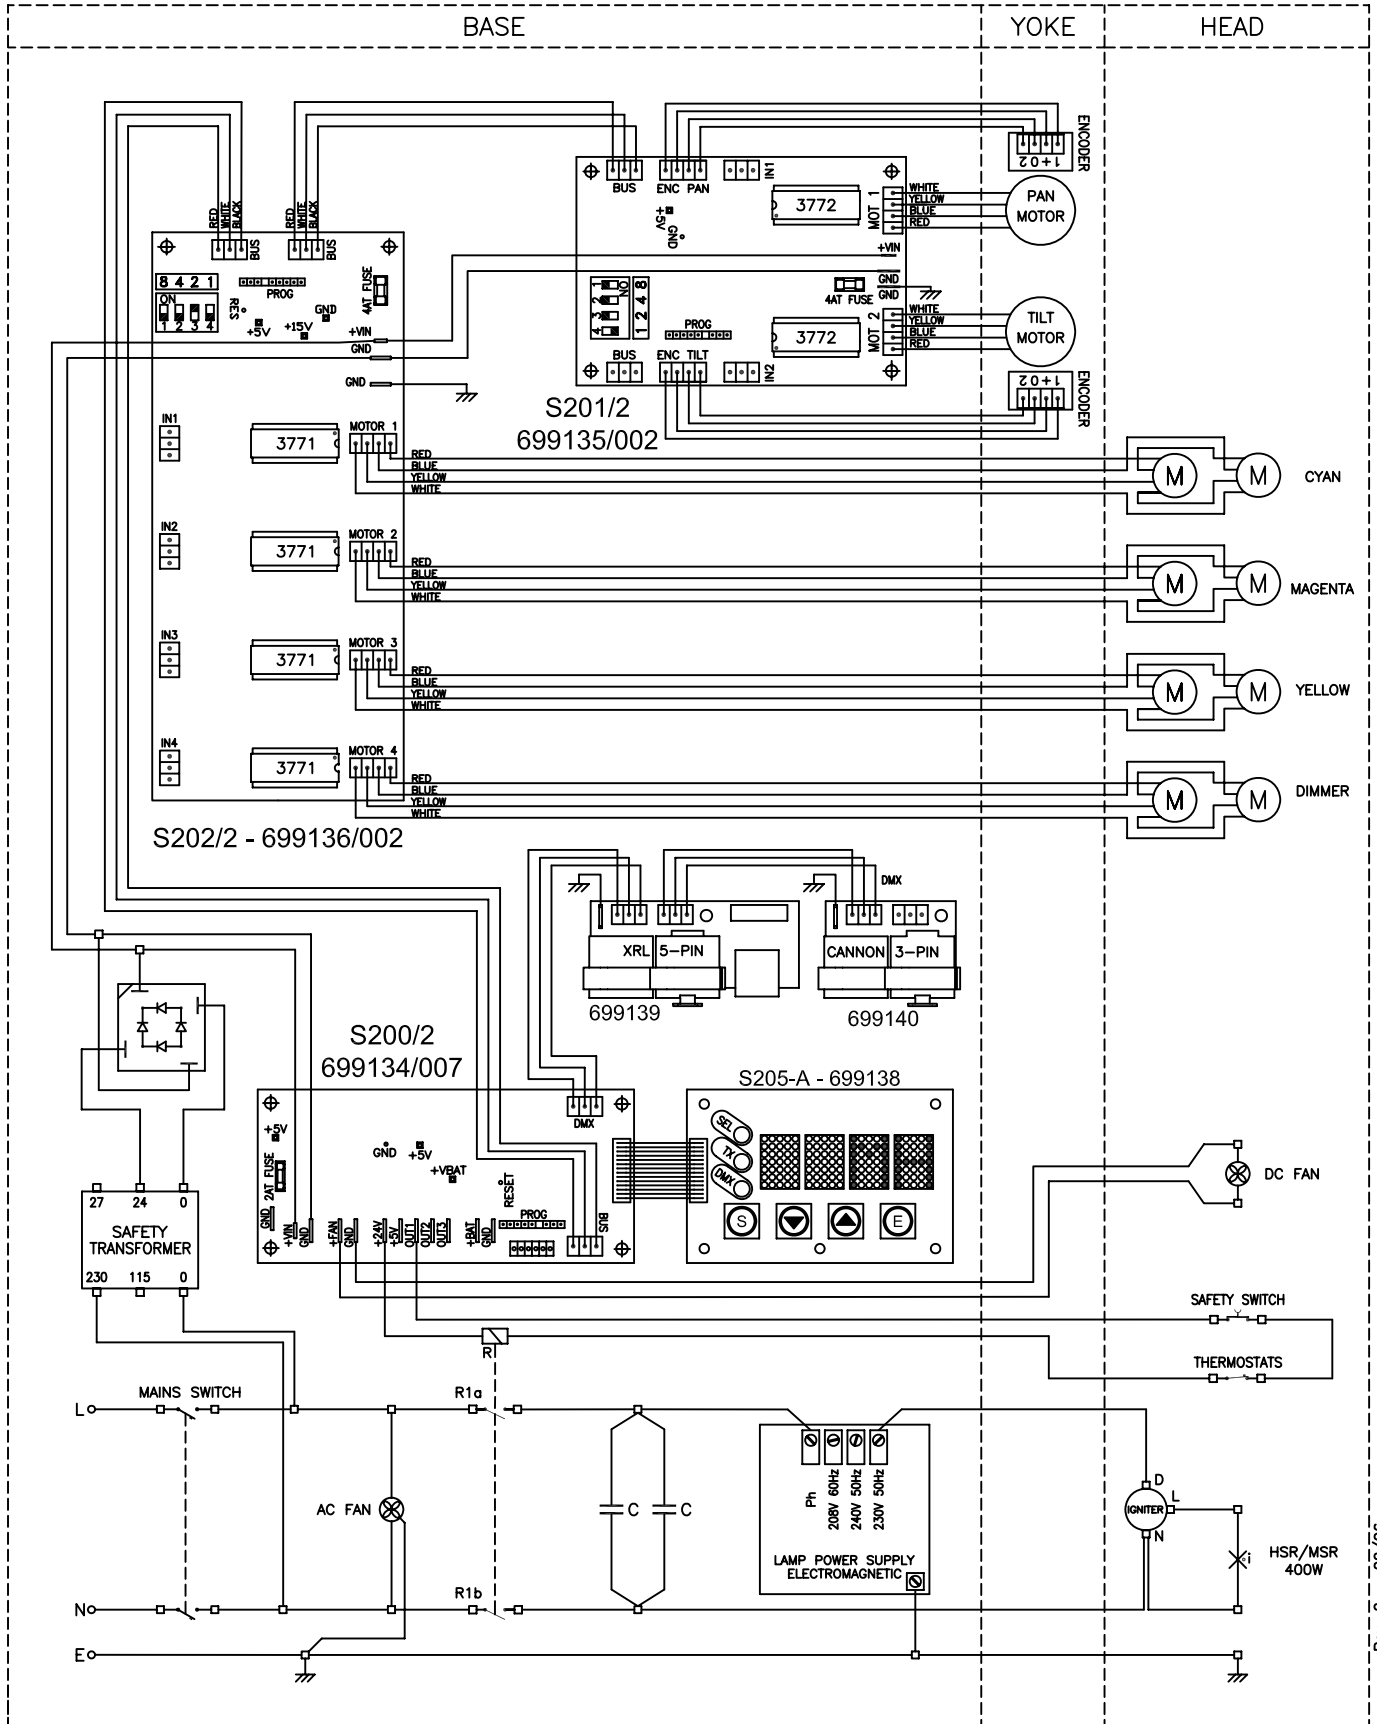 BASE YOKE HEAD
RED
WHITE
BLACK
BUS
RED
WHITE
BLACK
BUS
8 4 2 1
ON
1 2 3 4
PROG
RES
+5V
+15V
GND
4AT FUSE
+VIN
GND
GND
IN1
3771
MOTOR 1
RED
BLUE
YELLOW
WHITE
IN2
3771
MOTOR 2
RED
BLUE
YELLOW
WHITE
IN3
3771
MOTOR 3
RED
BLUE
YELLOW
WHITE
IN4
3771
MOTOR 4
RED
BLUE
YELLOW
WHITE
S202/2 - 699136/002
BUS
ENC PAN
IN1
+5V
GND
3772
MOT 1
WHITE
YELLOW
BLUE
RED
+VIN
GND
GND
4AT FUSE
1 2 3 4
ON
1 2 4 8
PROG
3772
MOT 2
WHITE
YELLOW
BLUE
RED
BUS
ENC TILT
IN2
S201/2
699135/002
ENCODER
1+02
PAN
MOTOR
TILT
MOTOR
1+02
ENCODER
M M CYAN
M M MAGENTA
M M YELLOW
M M DIMMER
DMX
XRL 5-PIN
699139
CANNON 3-PIN
699140
S200/2
699134/007
DMX
+5V
GND
+5V
+VBAT
2AT FUSE
GND
+VIN
GND
+FAN
GND
+24V
+5V
OUT1
OUT2
OUT3
+BAT
GND
RESET
PROG
BUS
S205-A - 699138
SEL
TX
DMX
S
E
DC FAN
27 24 0
SAFETY
TRANSFORMER
230 115 0
SAFETY SWITCH
THERMOSTATS
R
MAINS SWITCH
L
N
E
AC FAN
R1a
R1b
C C
Ph
208V 60Hz
240V 50Hz
230V 50Hz
LAMP POWER SUPPLY
ELECTROMAGNETIC
D
L
IGNITER
N
i
HSR/MSR
400W